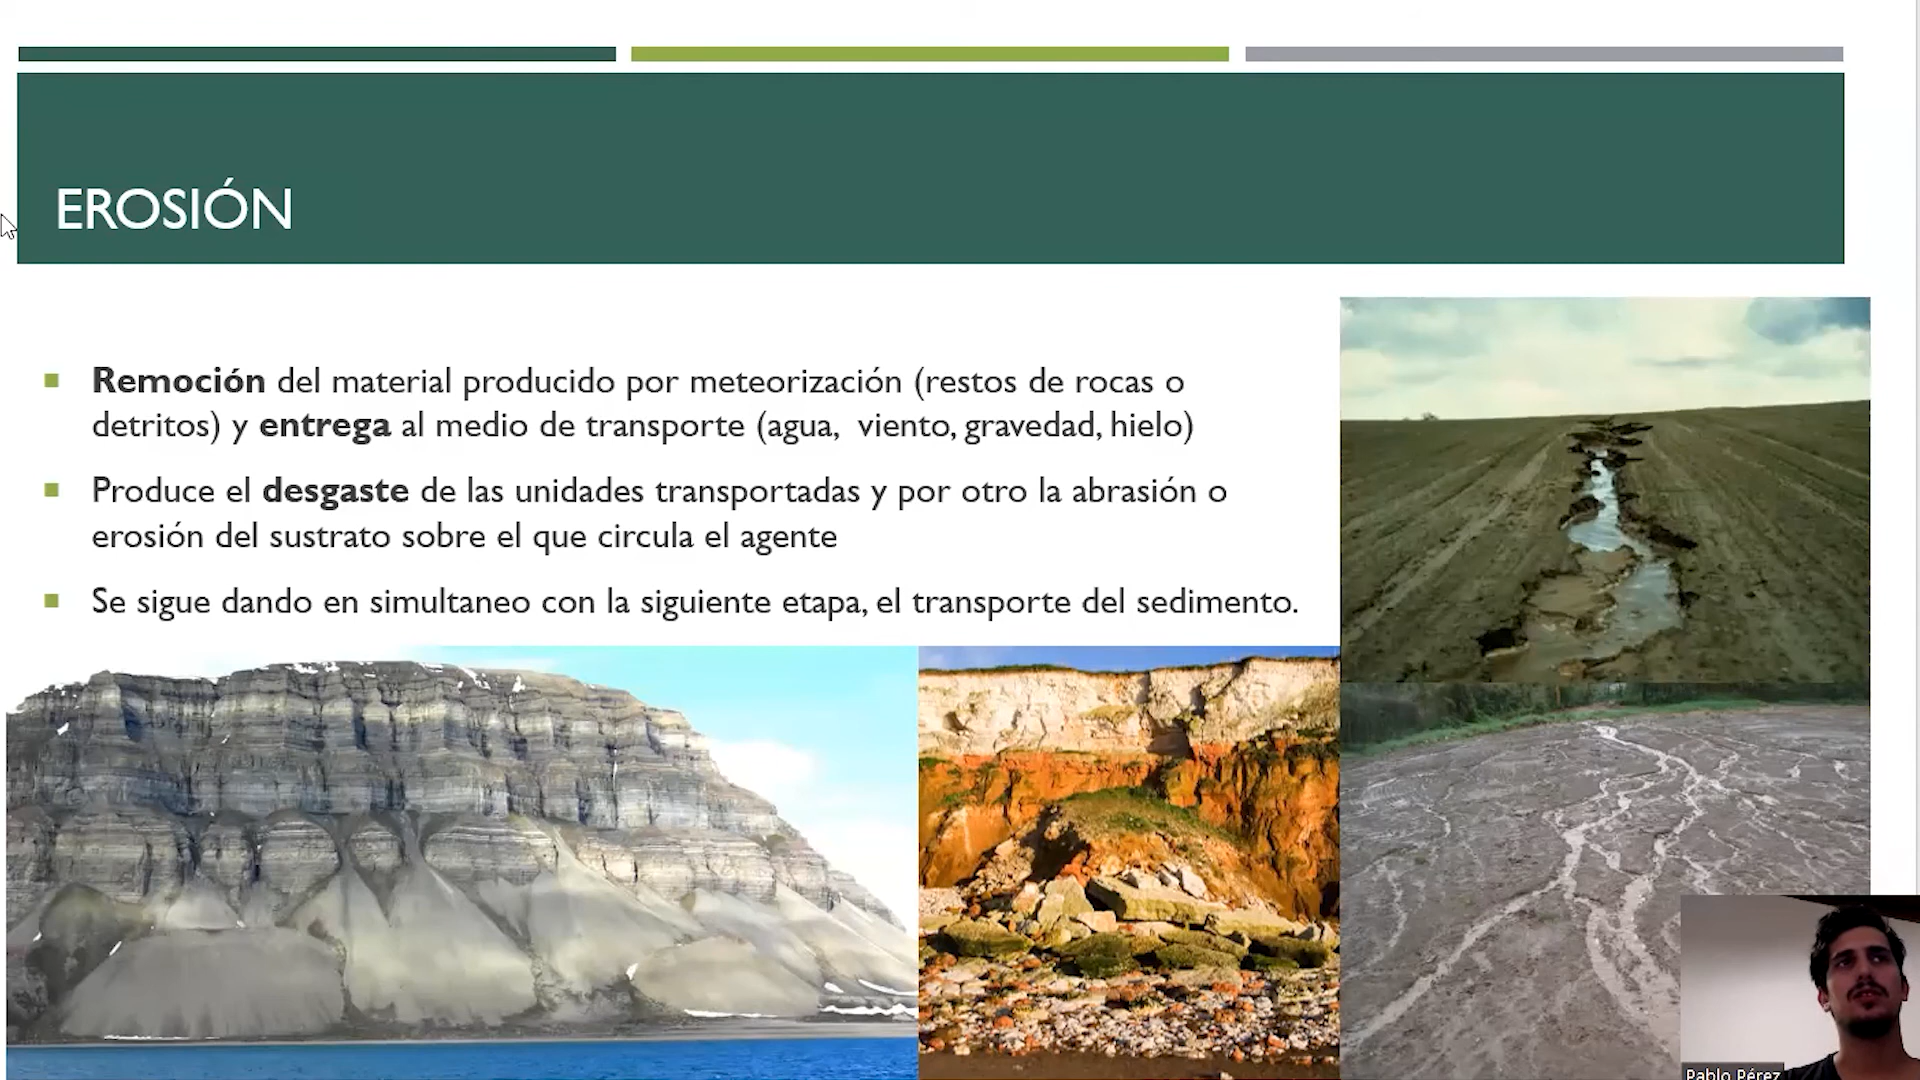 EROSIÓN
Remoción del material producido por meteorización (restos de rocas o
detritos) y entrega al medio de transporte (agua,  viento, gravedad, hielo)
Produce el desgaste de las unidades transportadas y por otro la abrasión o
erosión del sustrato sobre el que circula el agente
Se sigue dando en simultaneo con la siguiente etapa, el transporte del sedimento.
Pablo Pérez